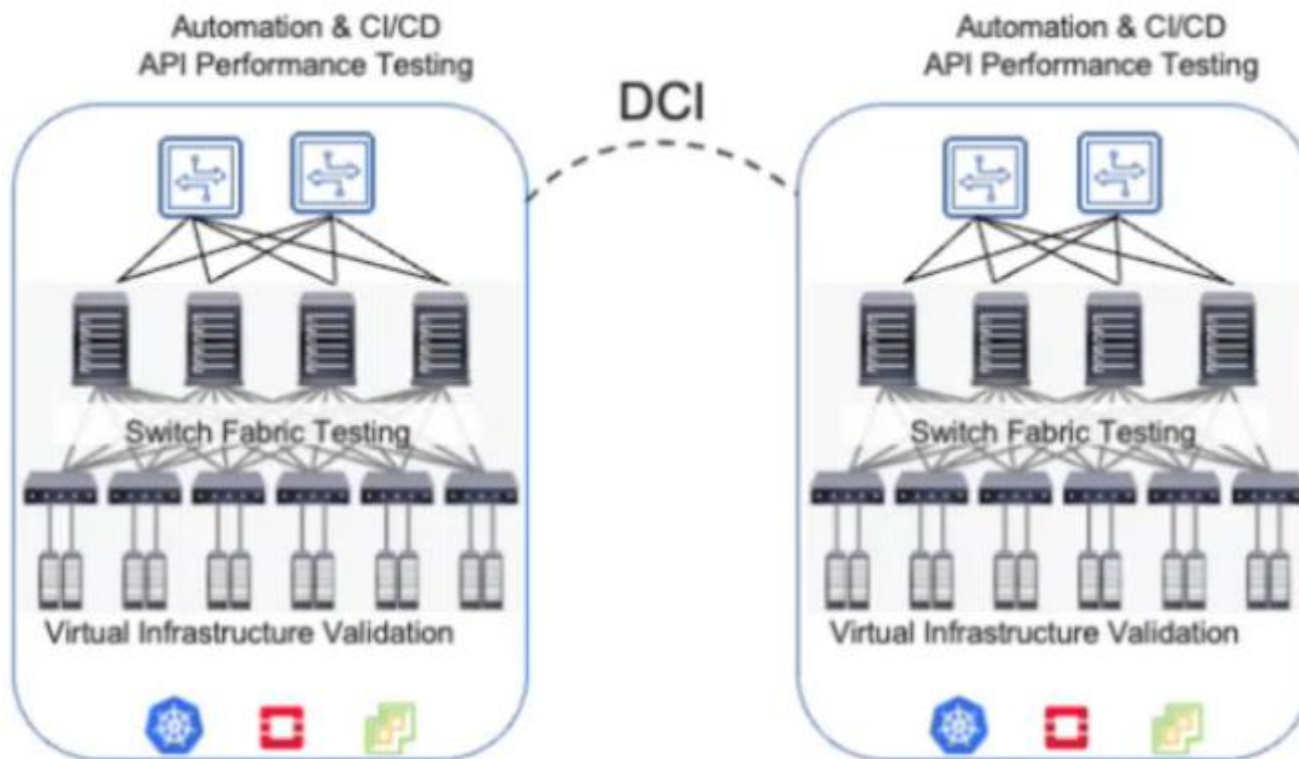 Automation & CI/CD
API Performance Testing
Automation & CI/CD
API Performance Testing
DCI
Switch Fabric Testing
Switch Fabric Testing
Virtual Infrastructure Validation
Virtual Infrastructure Validation